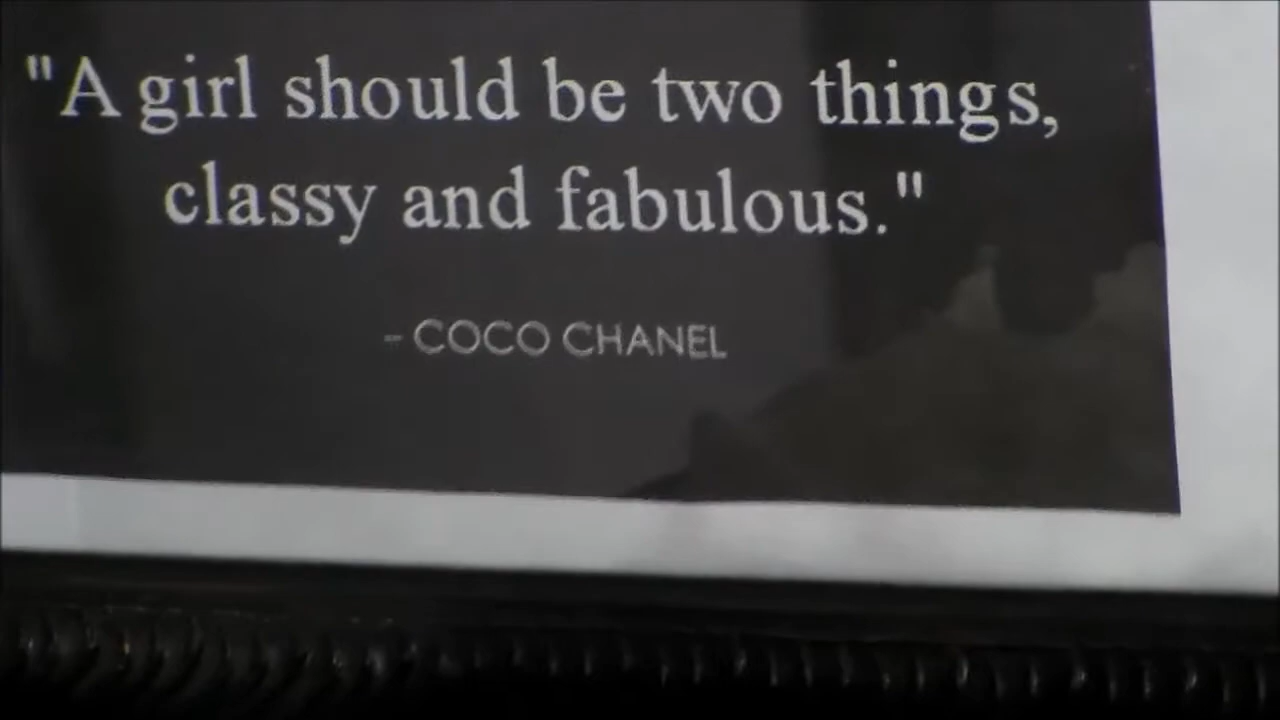 "A girl should be two things,
classy and fabulous."
- COCO CHANEL